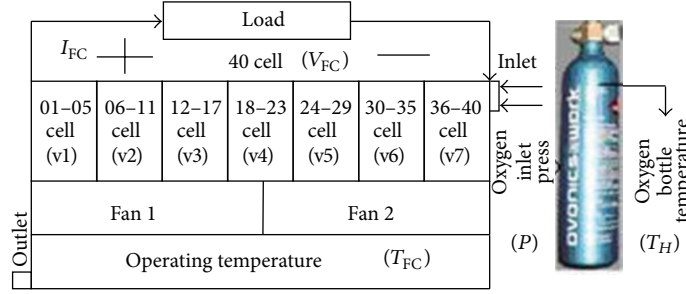 Load
I_FC
40 cell (V_FC)
Inlet
01–05 cell (v1)
06–11 cell (v2)
12–17 cell (v3)
18–23 cell (v4)
24–29 cell (v5)
30–35 cell (v6)
36–40 cell (v7)
Oxygen inlet press
(P)
ovonics@work
Oxygen bottle temperature
(T_H)
Fan 1
Fan 2
Outlet
Operating temperature (T_FC)